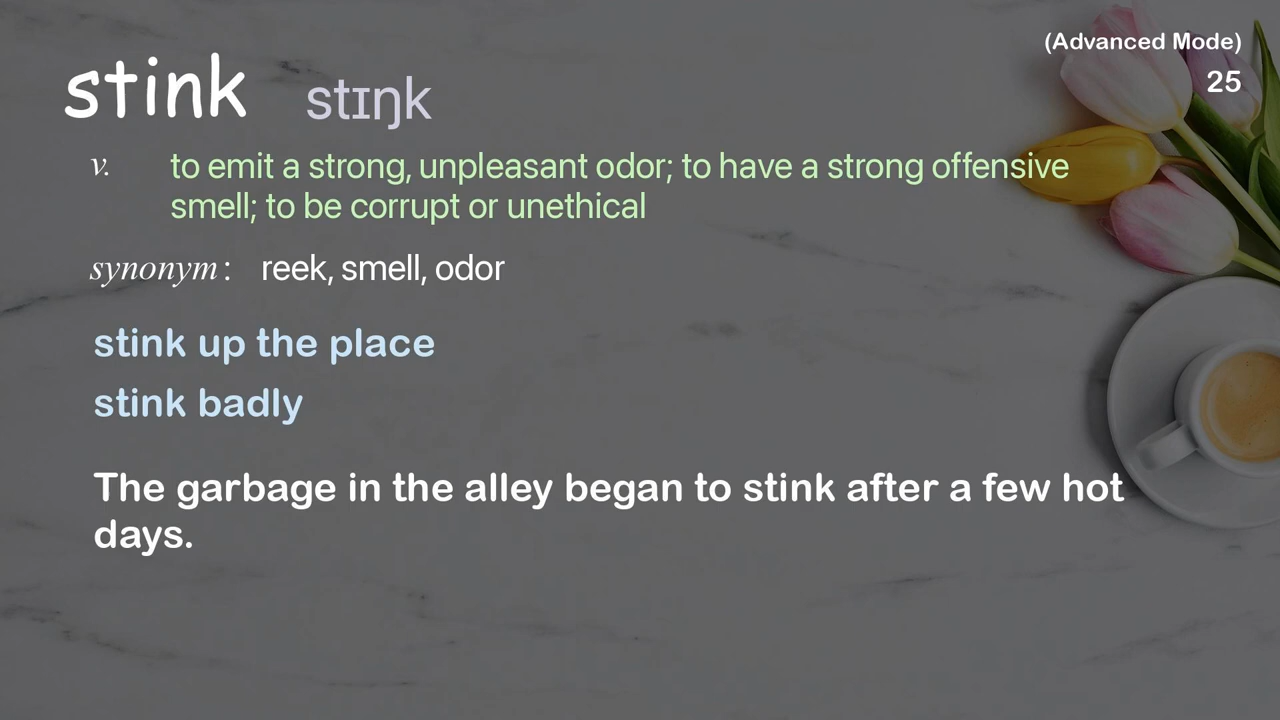 (Advanced Mode)
25
stink stɪŋk
v. to emit a strong, unpleasant odor; to have a strong offensive
smell; to be corrupt or unethical
synonym: reek, smell, odor
stink up the place
stink badly
The garbage in the alley began to stink after a few hot
days.